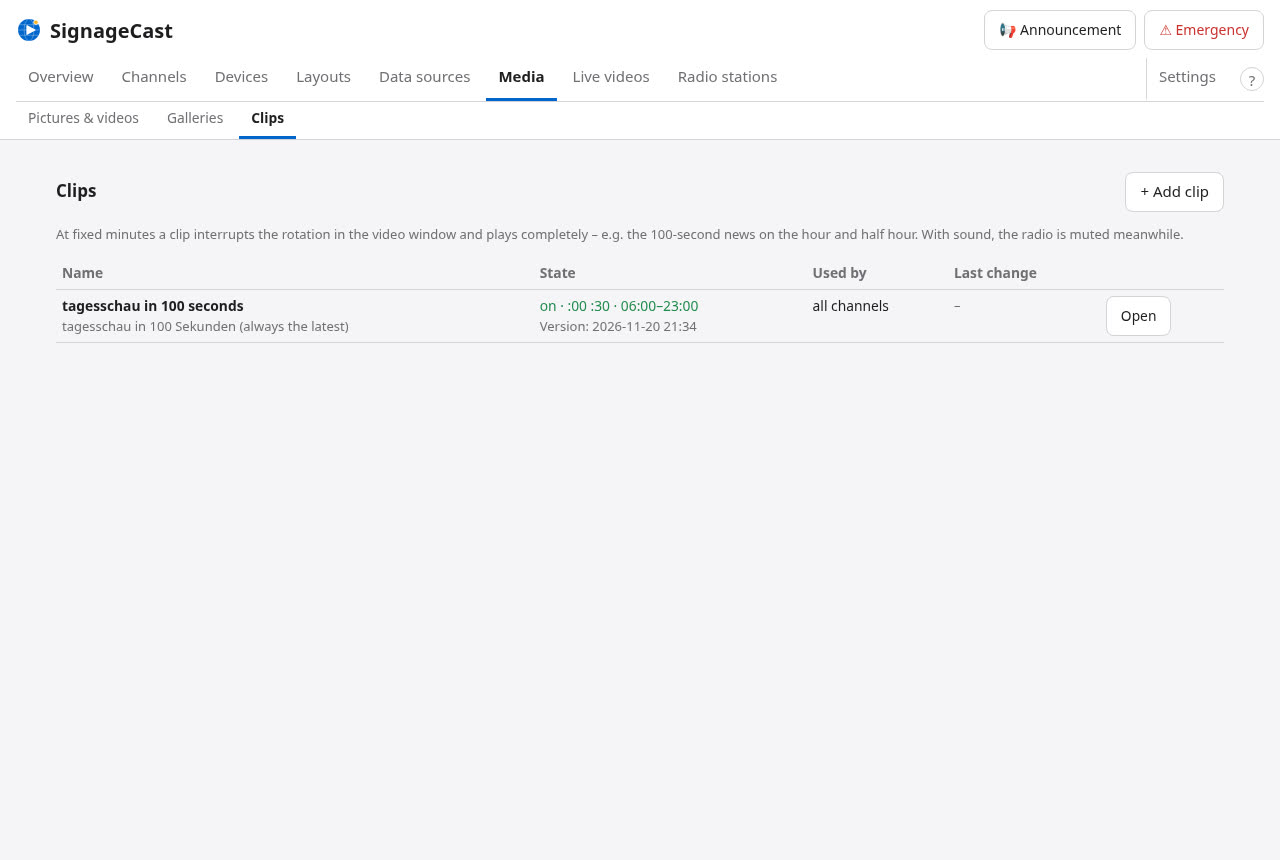 SignageCast
📢 Announcement
⚠ Emergency
Overview Channels Devices Layouts Data sources Media Live videos Radio stations Settings ?
Pictures & videos Galleries Clips
Clips
+ Add clip
At fixed minutes a clip interrupts the rotation in the video window and plays completely – e.g. the 100-second news on the hour and half hour. With sound, the radio is muted meanwhile.
Name State Used by Last change
tagesschau in 100 seconds on · :00 :30 · 06:00–23:00 all channels –
tagesschau in 100 Sekunden (always the latest) Version: 2026-11-20 21:34
Open